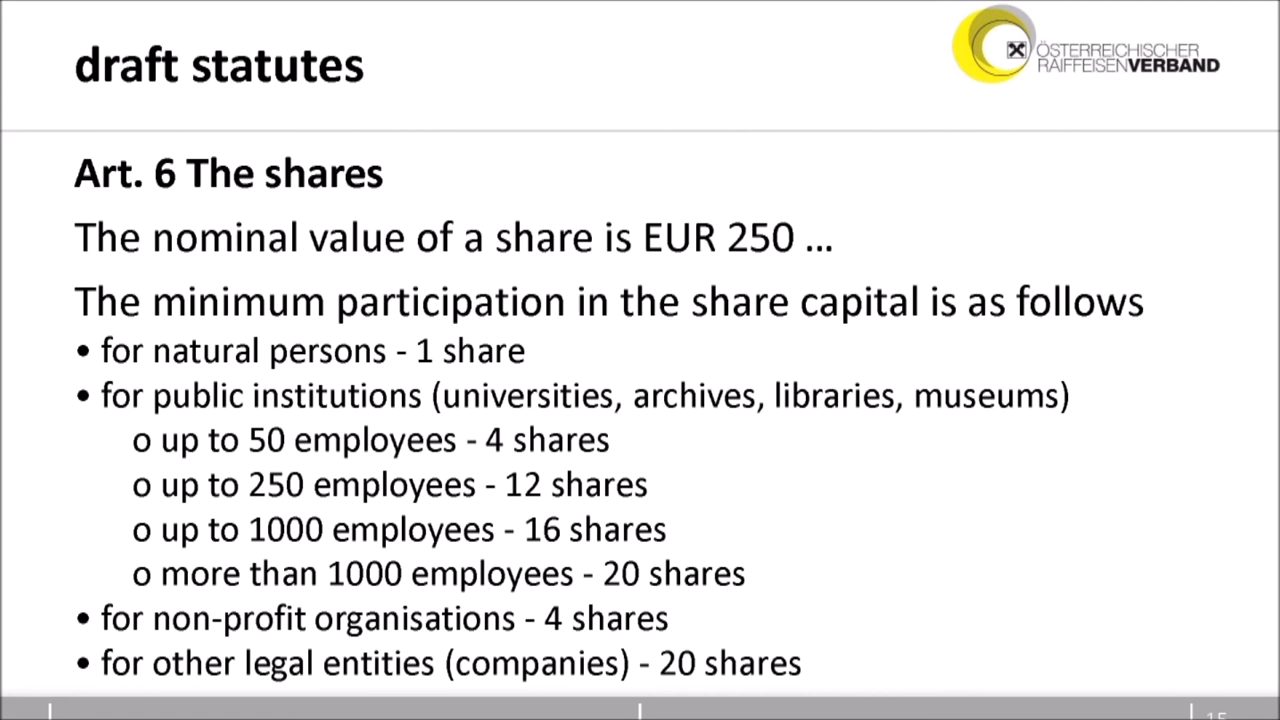 draft statutes
ÖSTERREICHISCHER
RAIFFEISENVERBAND
Art. 6 The shares
The nominal value of a share is EUR 250 ...
The minimum participation in the share capital is as follows
• for natural persons - 1 share
• for public institutions (universities, archives, libraries, museums)
o up to 50 employees - 4 shares
o up to 250 employees - 12 shares
o up to 1000 employees - 16 shares
o more than 1000 employees - 20 shares
• for non-profit organisations - 4 shares
• for other legal entities (companies) - 20 shares